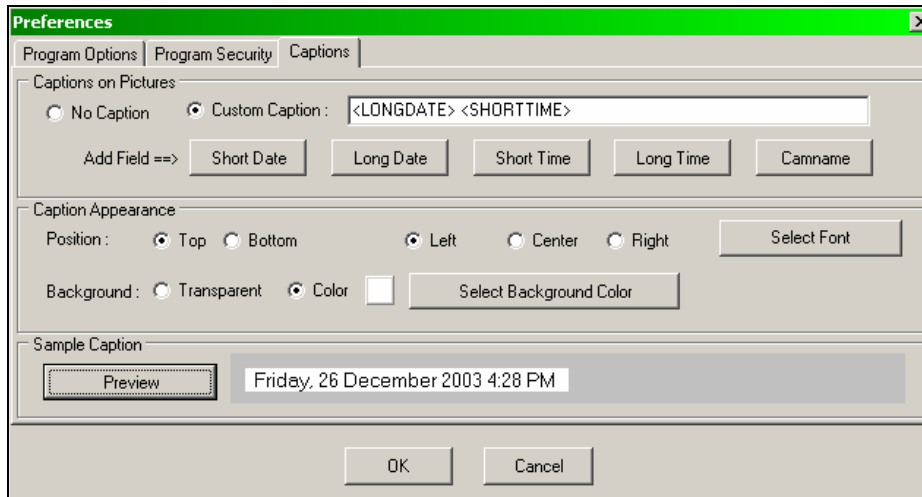 Preferences
Program Options Program Security Captions
Captions on Pictures
No Caption Custom Caption : <LONGDATE> <SHORTTIME>
Add Field ==> Short Date Long Date Short Time Long Time Camname
Caption Appearance
Position : Top Bottom Left Center Right Select Font
Background : Transparent Color Select Background Color
Sample Caption
Preview Friday, 26 December 2003 4:28 PM
OK Cancel